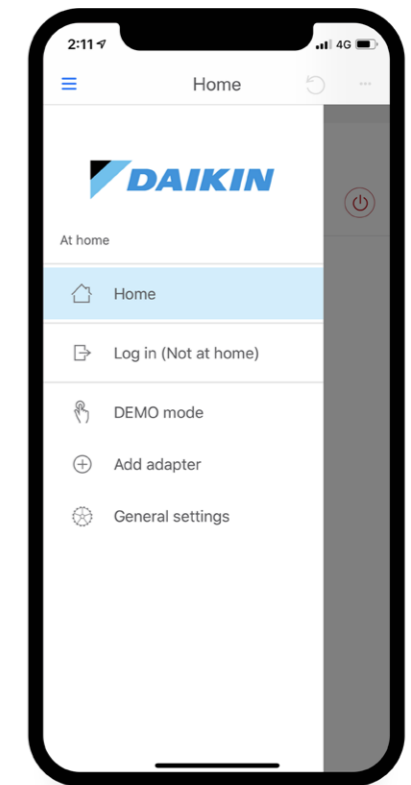 2:11
4G
Home
DAIKIN
At home
Home
Log in (Not at home)
DEMO mode
Add adapter
General settings